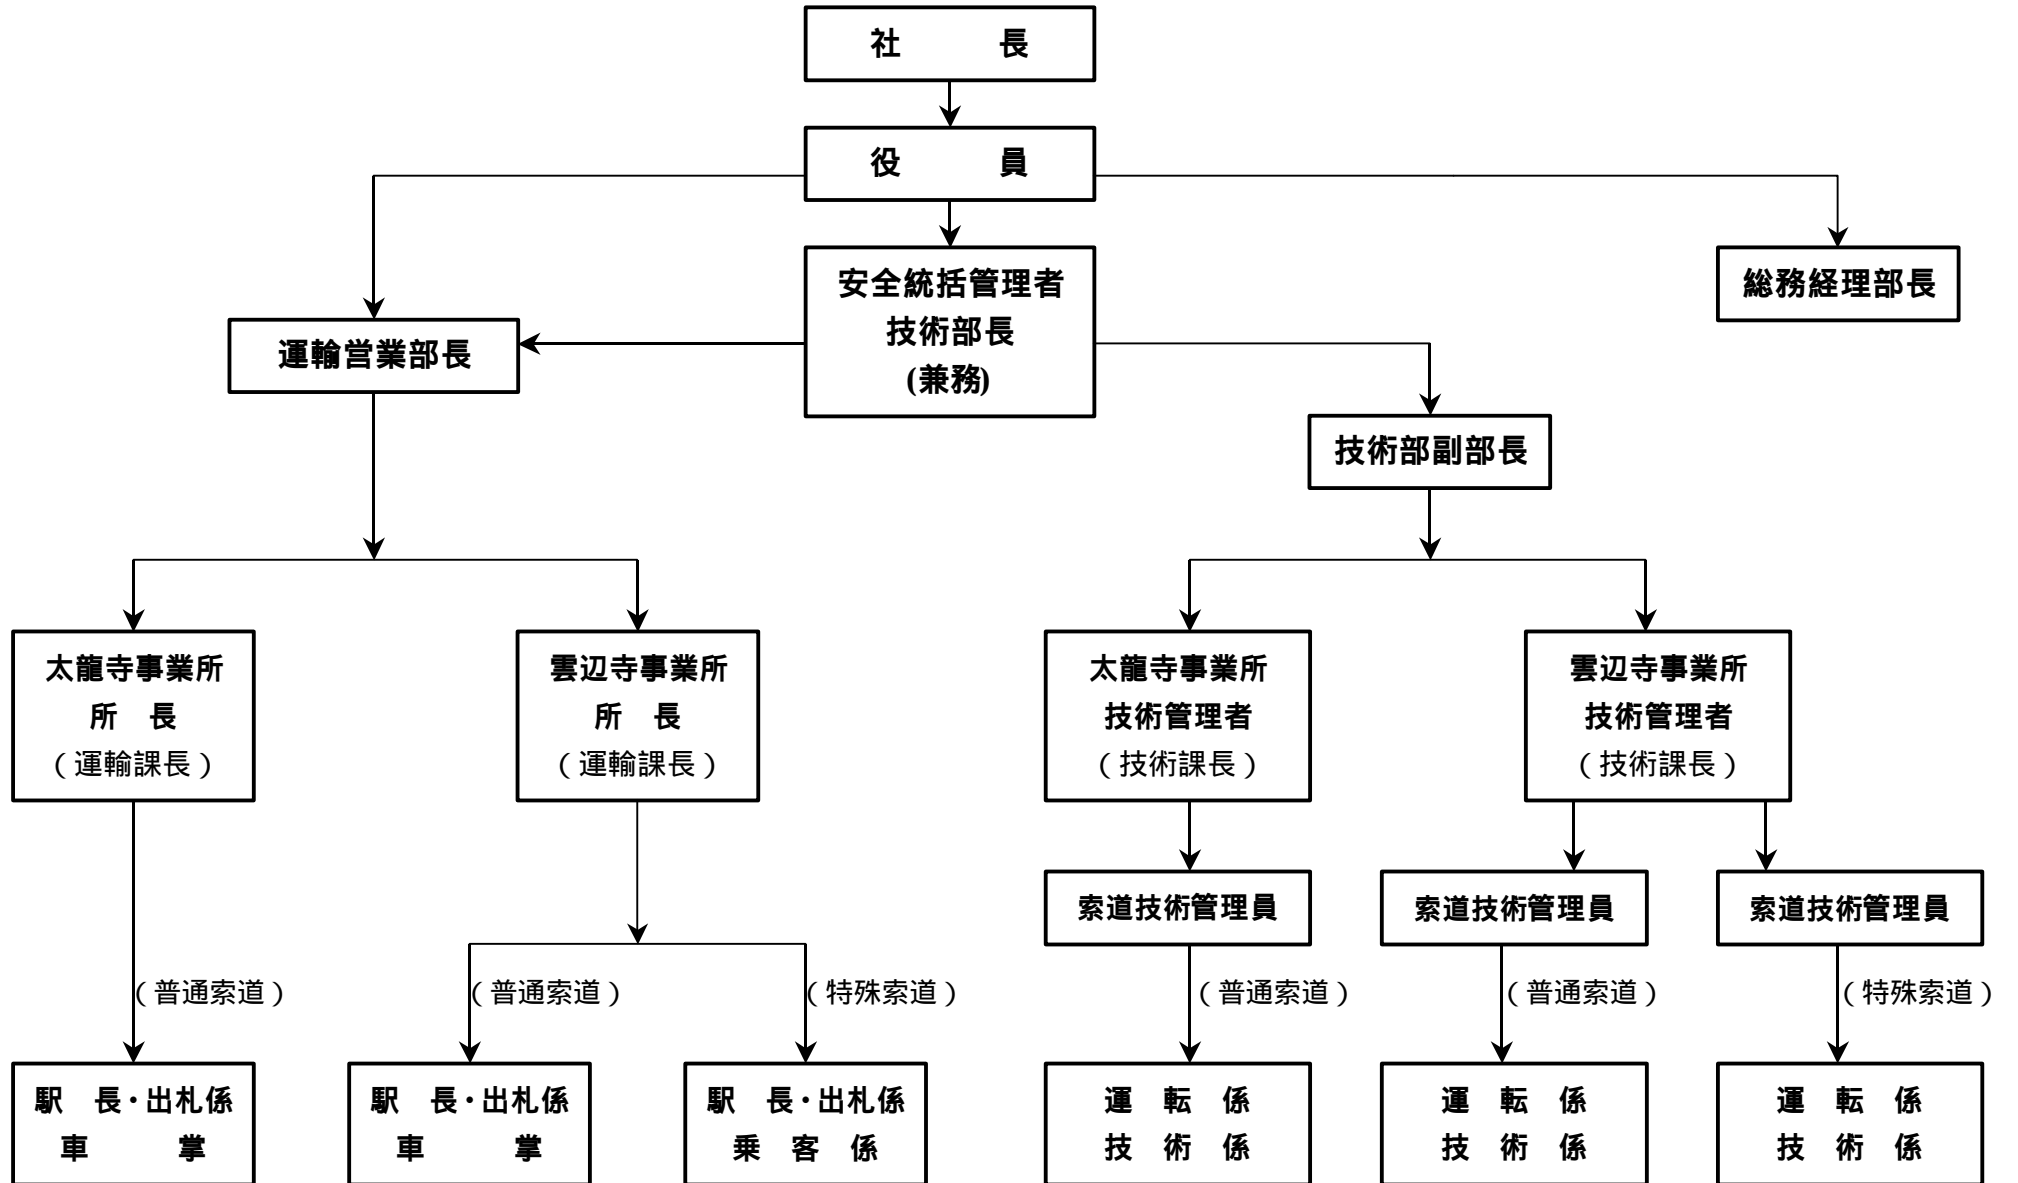 社　　　長
役　　　員
安全統括管理者
技術部長
(兼務)
総務経理部長
運輸営業部長
技術部副部長
太龍寺事業所
所　長
（運輸課長）
雲辺寺事業所
所　長
（運輸課長）
太龍寺事業所
技術管理者
（技術課長）
雲辺寺事業所
技術管理者
（技術課長）
索道技術管理員
索道技術管理員
索道技術管理員
（普通索道）
（普通索道）
（特殊索道）
（普通索道）
（普通索道）
（特殊索道）
駅　長・出札係
車　　　掌
駅　長・出札係
車　　　掌
駅　長・出札係
乗　客　係
運　転　係
技　術　係
運　転　係
技　術　係
運　転　係
技　術　係